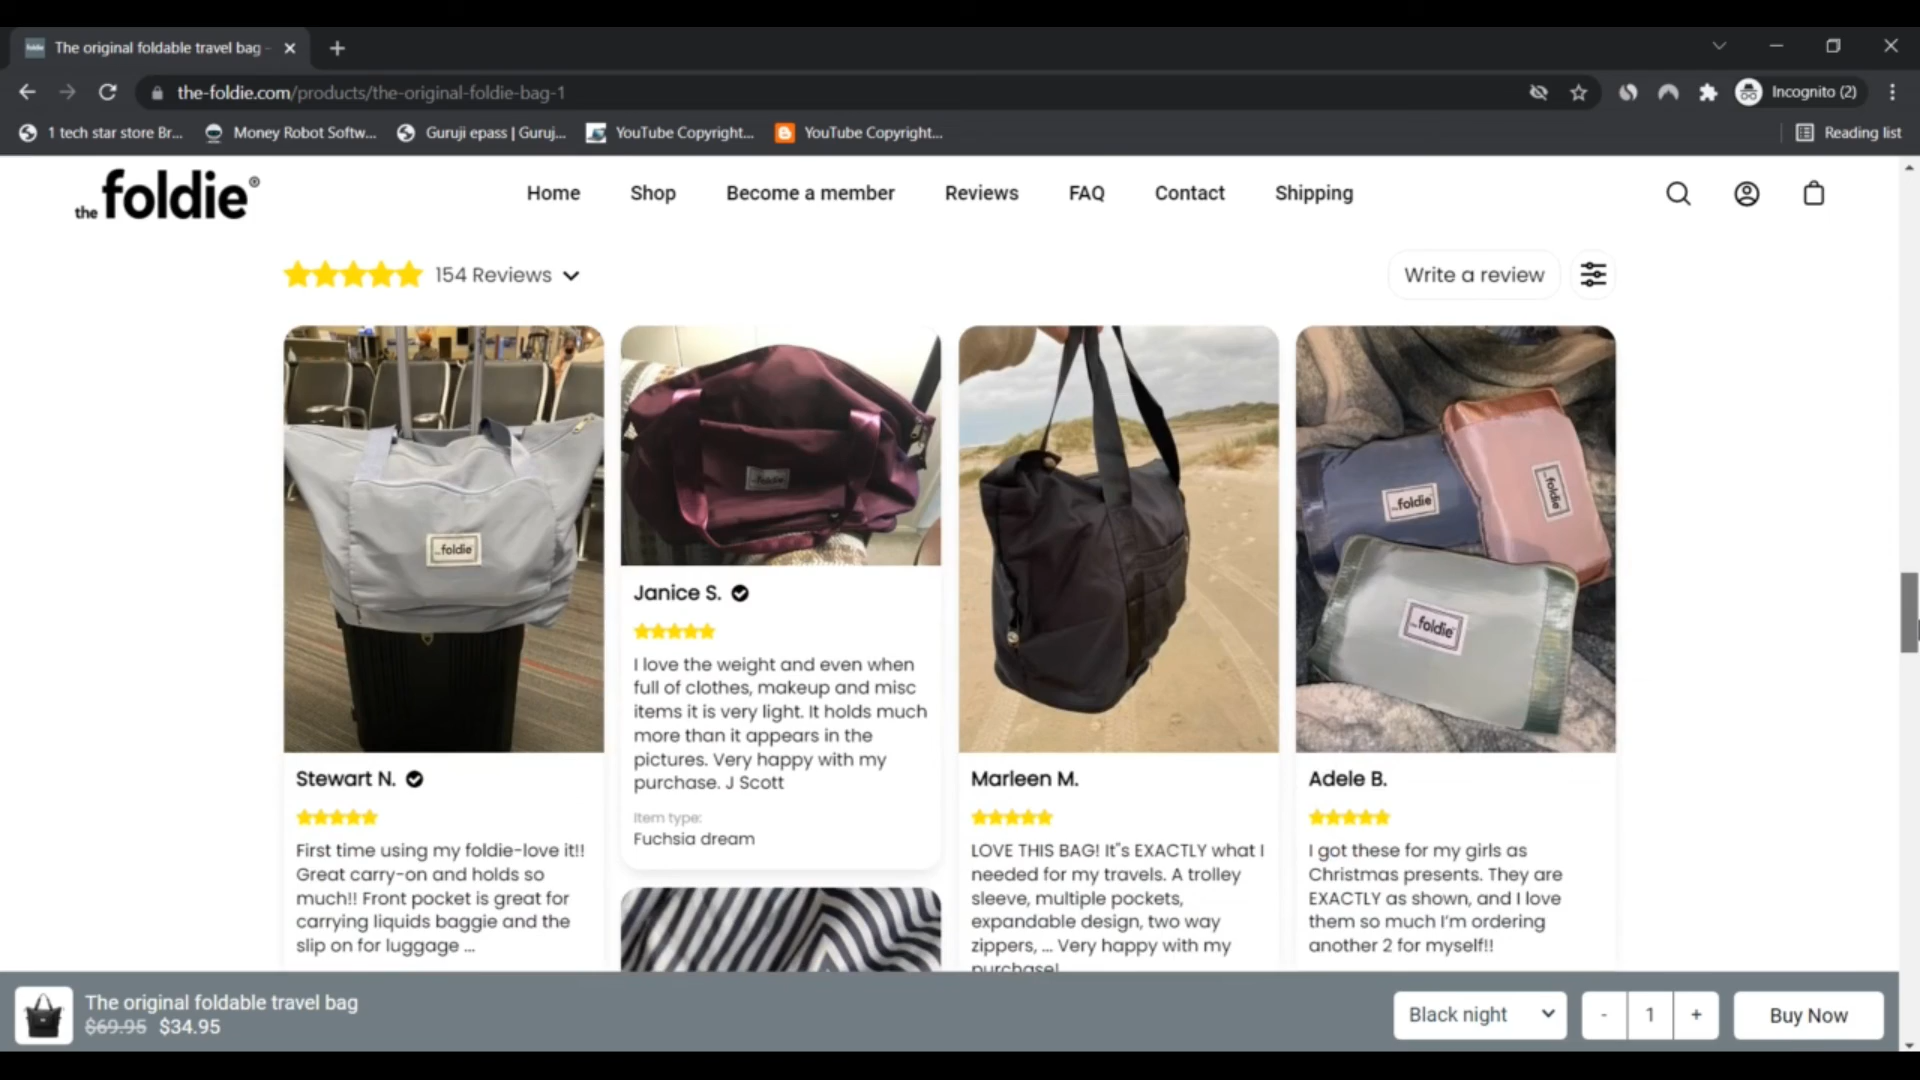 The original foldable travel bag -
the-foldie.com/products/the-original-foldie-bag-1
Incognito (2)
1 tech star store Br...
Money Robot Softw...
Guruji epass | Guruj...
YouTube Copyright...
YouTube Copyright...
Reading list
the foldie®
Home
Shop
Become a member
Reviews
FAQ
Contact
Shipping
154 Reviews
Write a review
the foldie
the foldie
the foldie
the foldie
the foldie
Stewart N.
First time using my foldie-love it!!
Great carry-on and holds so
much!! Front pocket is great for
carrying liquids baggie and the
slip on for luggage ...
Janice S.
I love the weight and even when
full of clothes, makeup and misc
items it is very light. It holds much
more than it appears in the
pictures. Very happy with my
purchase. J Scott
Item type:
Fuchsia dream
Marleen M.
LOVE THIS BAG! It"s EXACTLY what I
needed for my travels. A trolley
sleeve, multiple pockets,
expandable design, two way
zippers, ... Very happy with my
purchase!
Adele B.
I got these for my girls as
Christmas presents. They are
EXACTLY as shown, and I love
them so much I'm ordering
another 2 for myself!!
The original foldable travel bag
$69.95 $34.95
Black night
- 1 +
Buy Now